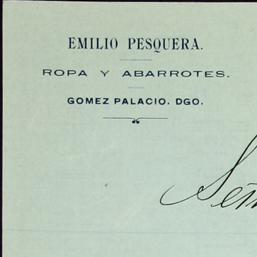 EMILIO PESQUERA.
ROPA Y ABARROTES.
GOMEZ PALACIO. DGO.